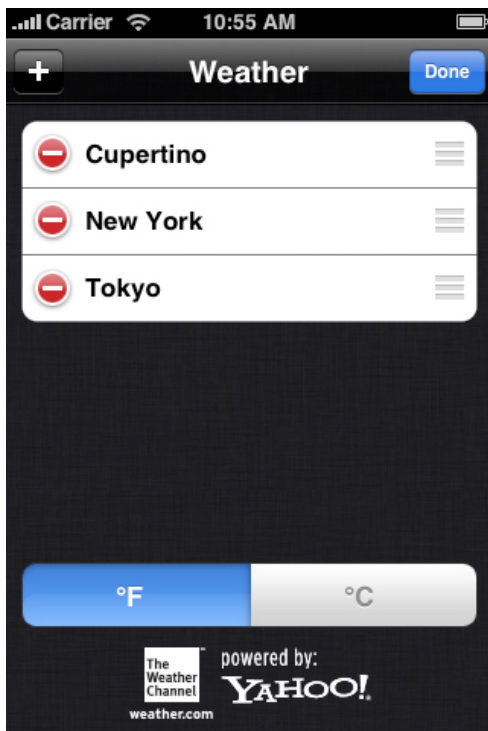 Carrier 10:55 AM
+ Weather Done
Cupertino
New York
Tokyo
°F °C
The
Weather
Channel
weather.com
powered by:
YAHOO!